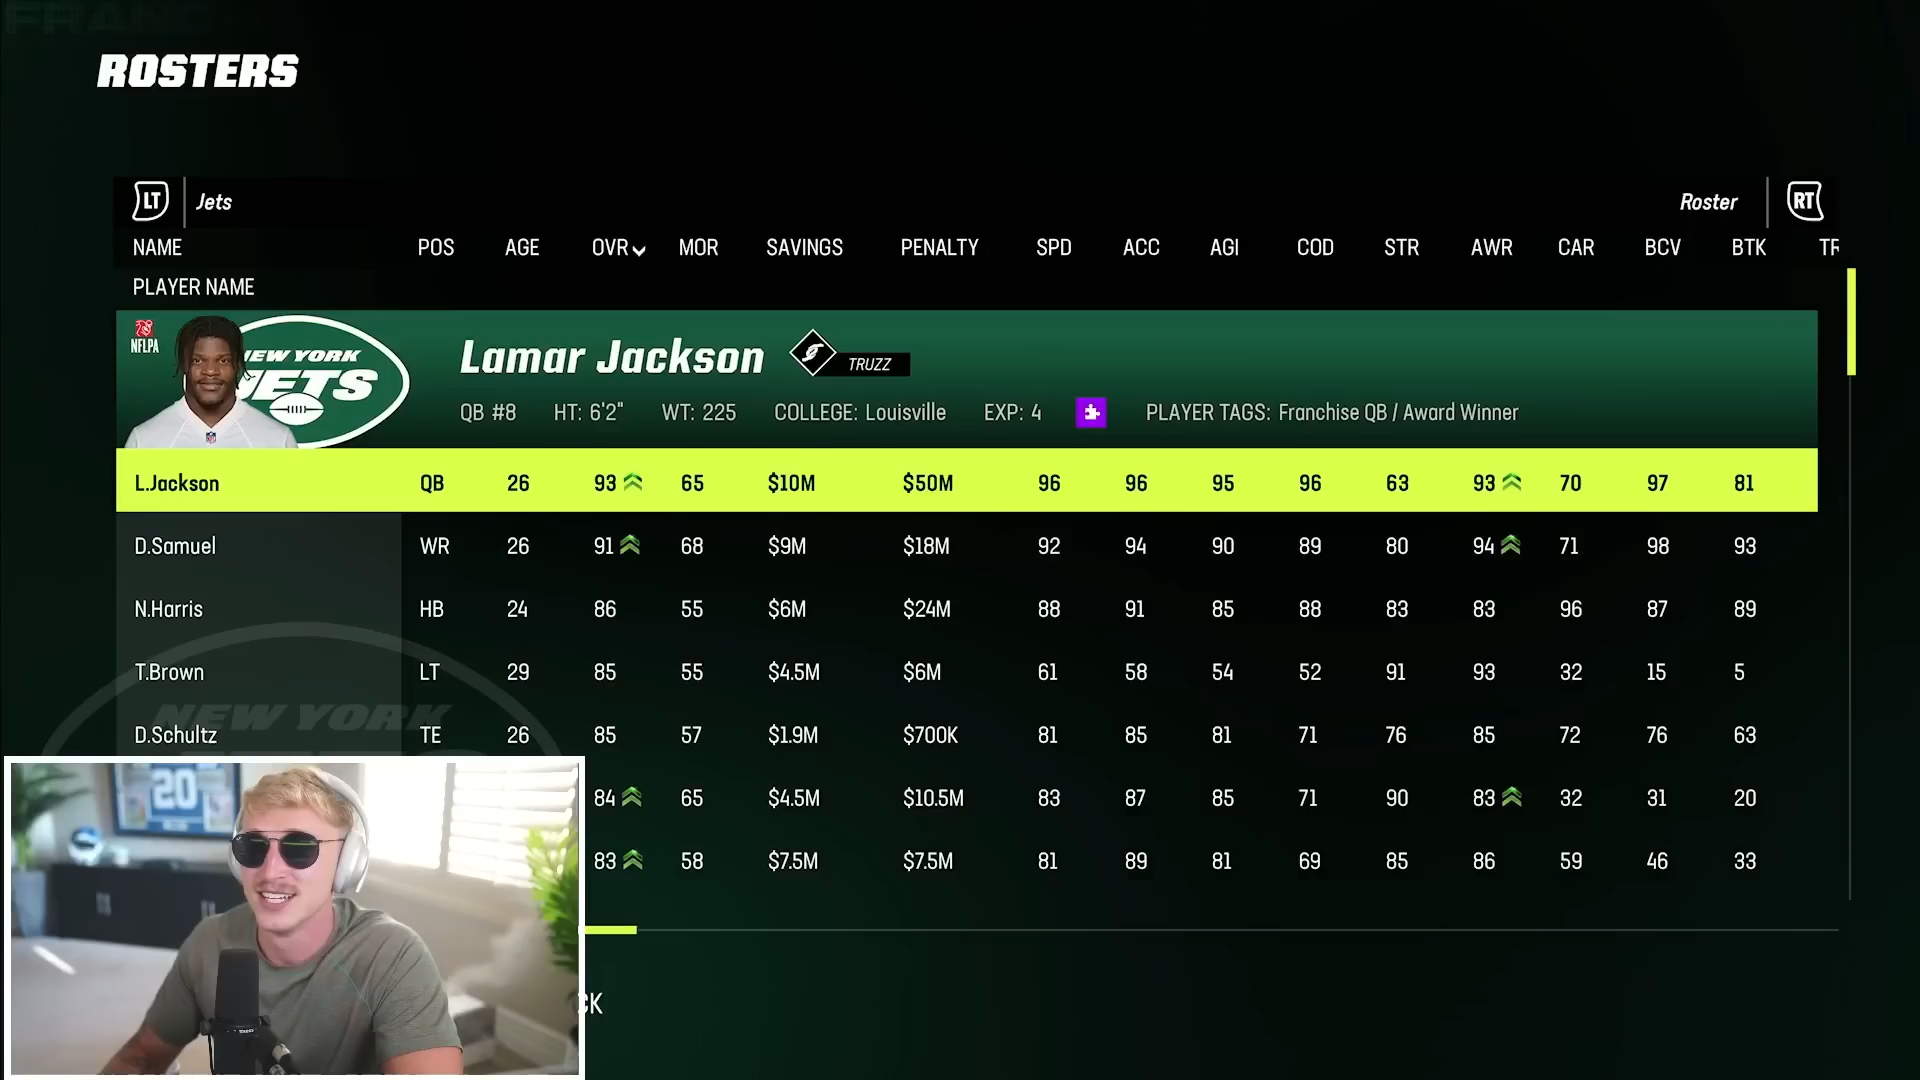 ROSTERS
LT Jets Roster RT
NAME POS AGE OVR MOR SAVINGS PENALTY SPD ACC AGI COD STR AWR CAR BCV BTK TR
PLAYER NAME
NFLPA
NEW YORK
JETS
Lamar Jackson TRUZZ
QB #8 HT: 6'2" WT: 225 COLLEGE: Louisville EXP: 4 PLAYER TAGS: Franchise QB / Award Winner
L.Jackson QB 26 93 65 $10M $50M 96 96 95 96 63 93 70 97 81
D.Samuel WR 26 91 68 $9M $18M 92 94 90 89 80 94 71 98 93
N.Harris HB 24 86 55 $6M $24M 88 91 85 88 83 83 96 87 89
T.Brown LT 29 85 55 $4.5M $6M 61 58 54 52 91 93 32 15 5
NEW YORK
D.Schultz TE 26 85 57 $1.9M $700K 81 85 81 71 76 85 72 76 63
84 65 $4.5M $10.5M 83 87 85 71 90 83 32 31 20
83 58 $7.5M $7.5M 81 89 81 69 85 86 59 46 33
20